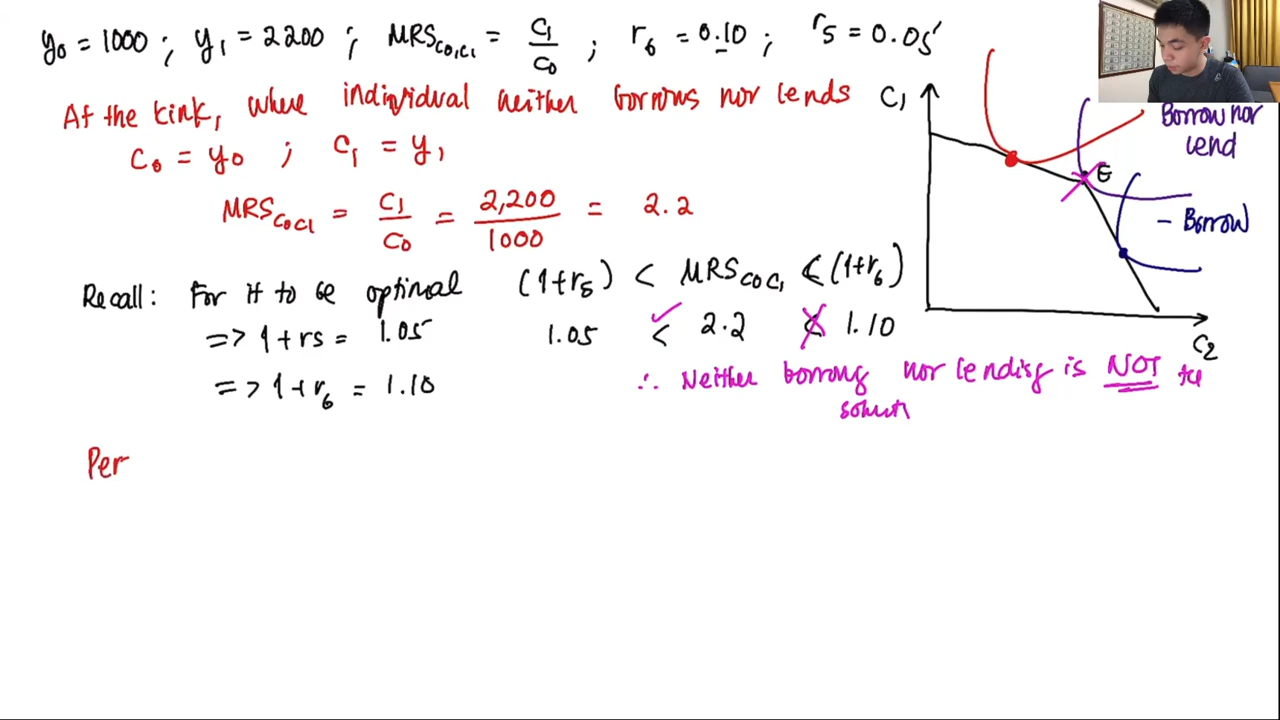 y₀ = 1000 ; y₁ = 2200 ; MRS_C₀,C₁ = C₁/C₀ ; r_b = 0.10 ; r_s = 0.05
At the kink, where individual neither borrows nor lends
C₀ = y₀ ; C₁ = y₁
MRS_C₀C₁ = C₁/C₀ = 2,200/1000 = 2.2
Recall: For it to be optimal (1+r_s) < MRS_C₀C₁ < (1+r_b)
=> 1 + r_s = 1.05 1.05 < 2.2 < 1.10
=> 1 + r_b = 1.10
∴ Neither borrong nor lending is NOT the
solut
Per
C₁
Borrow nor
lend
E
- Borrow
C₂